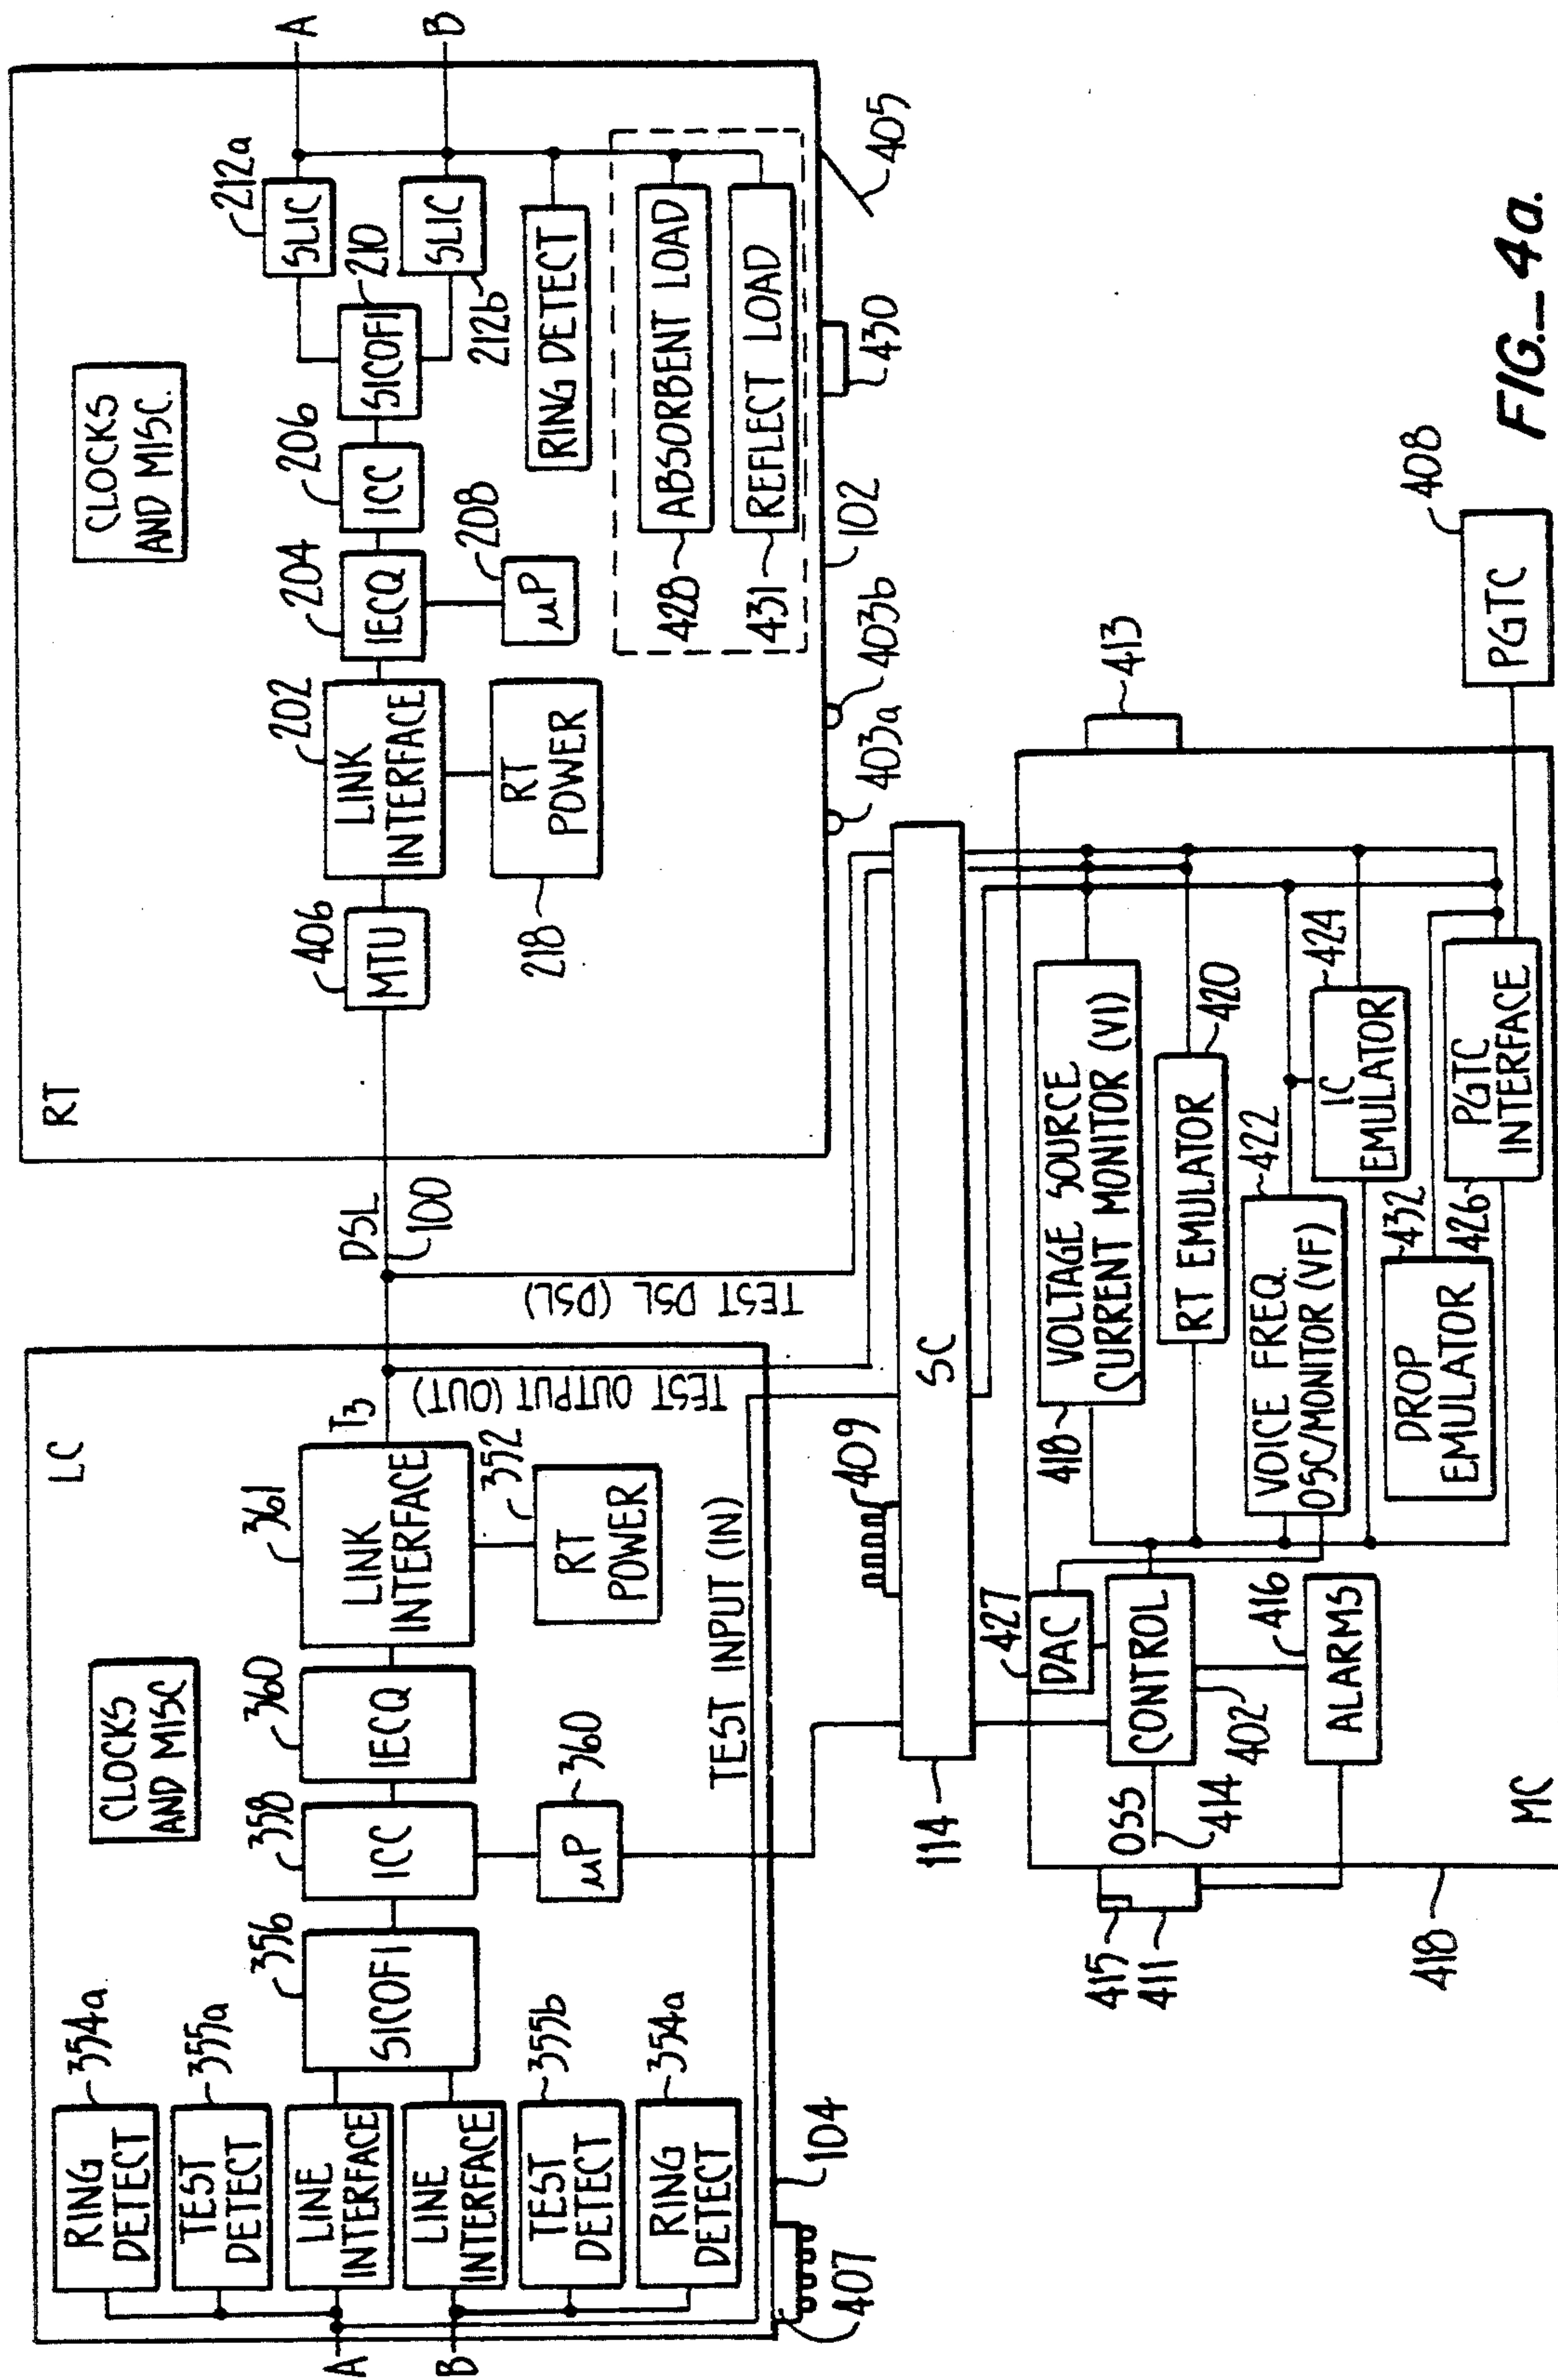 LC
CLOCKS
AND MISC
354a
RING
DETECT
355a
TEST
DETECT
LINE
INTERFACE
LINE
INTERFACE
355b
TEST
DETECT
354a
RING
DETECT
A
B
407
104
356
SICOFI
358
ICC
360
IECQ
360
μP
361
LINK
INTERFACE
T3
352
RT
POWER
TEST INPUT (IN)
TEST OUTPUT (OUT)
TEST DSL (DSL)
DSL
100
RT
CLOCKS
AND MISC.
406
MTU
202
LINK
INTERFACE
218
RT
POWER
204
IECQ
208
μP
206
ICC
210
SICOFI
212a
SLIC
212b
SLIC
A
B
RING DETECT
428
ABSORBENT LOAD
431
REFLECT LOAD
403a
403b
102
430
405
114
409
SC
415
411
418
MC
OSS
414
427
DAC
CONTROL
402
416
ALARMS
418
VOLTAGE SOURCE
CURRENT MONITOR (VI)
RT EMULATOR
420
422
VOICE FREQ.
OSC/MONITOR (VF)
424
IC
EMULATOR
432
DROP
EMULATOR
426
PGTC
INTERFACE
413
408
PGTC
FIG._4a.